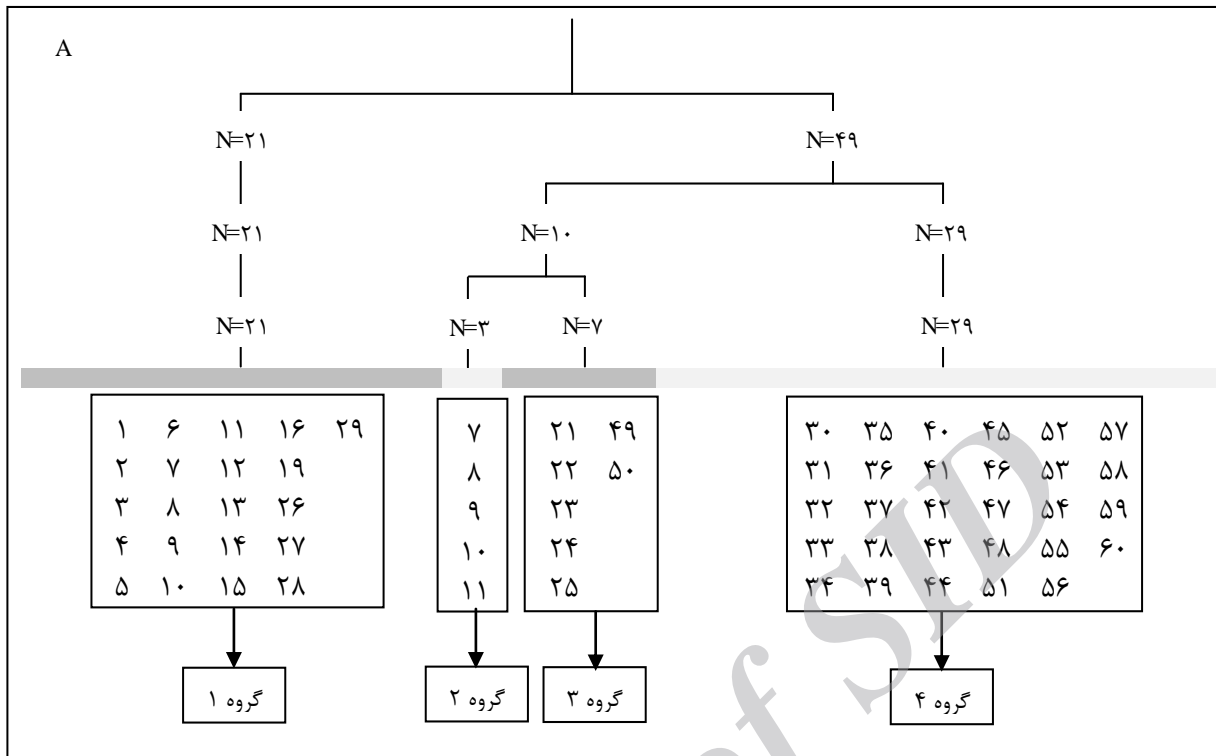 A
N=۲۱ N=۴۹
N=۲۱ N=۱۰ N=۲۹
N=۲۱ N=۳ N=۷ N=۲۹
۱ ۶ ۱۱ ۱۶ ۲۹
۲ ۷ ۱۲ ۱۹
۳ ۸ ۱۳ ۲۶
۴ ۹ ۱۴ ۲۷
۵ ۱۰ ۱۵ ۲۸
۷
۸
۹
۱۰
۱۱
۲۱ ۴۹
۲۲ ۵۰
۲۳
۲۴
۲۵
۳۰ ۳۵ ۴۰ ۴۵ ۵۲ ۵۷
۳۱ ۳۶ ۴۱ ۴۶ ۵۳ ۵۸
۳۲ ۳۷ ۴۲ ۴۷ ۵۴ ۵۹
۳۳ ۳۸ ۴۳ ۴۸ ۵۵ ۶۰
۳۴ ۳۹ ۴۴ ۵۱ ۵۶
گروه ۱
گروه ۲
گروه ۳
گروه ۴
of SID